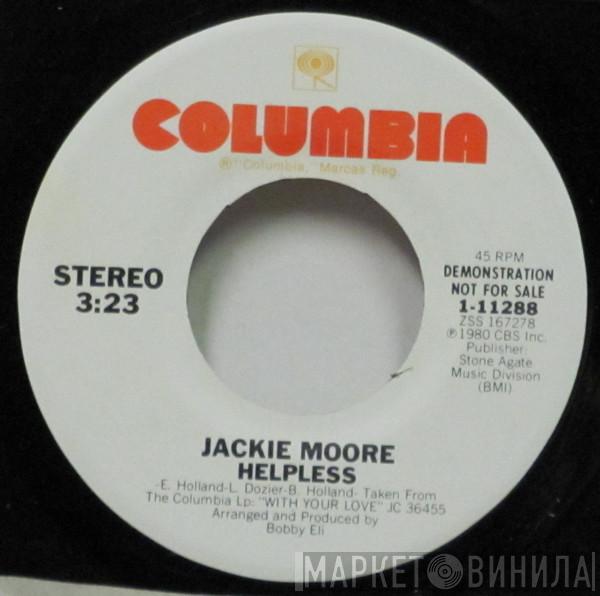 COLUMBIA
® "Columbia," Marcas Reg.
STEREO
3:23
45 RPM
DEMONSTRATION
NOT FOR SALE
1-11288
ZSS 167278
℗1980 CBS Inc.
Publisher:
Stone Agate
Music Division
(BMI)
JACKIE MOORE
HELPLESS
-E. Holland-L. Dozier-B. Holland- Taken From
The Columbia Lp: "WITH YOUR LOVE" JC 36455
Arranged and Produced by
Bobby Eli
МАРКЕТ ВИНИЛА